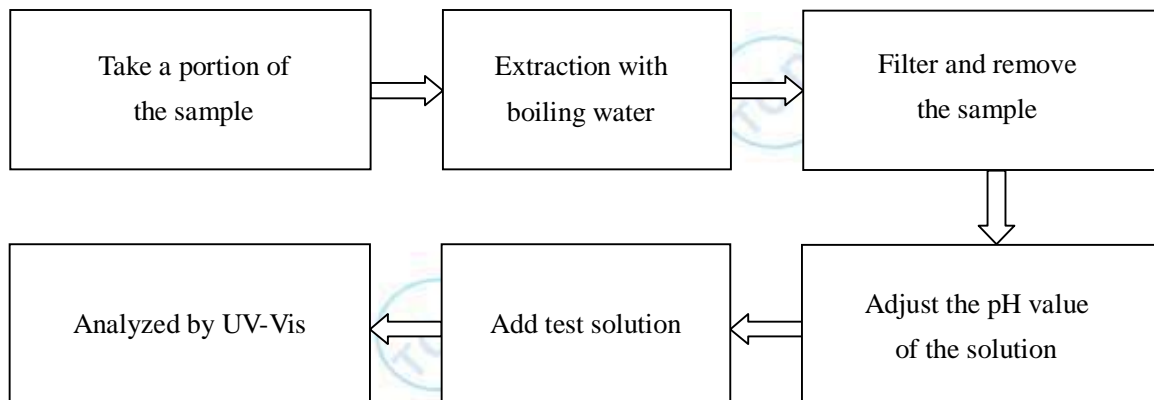 Take a portion of
the sample
Extraction with
boiling water
Filter and remove
the sample
Adjust the pH value
of the solution
Add test solution
Analyzed by UV-Vis